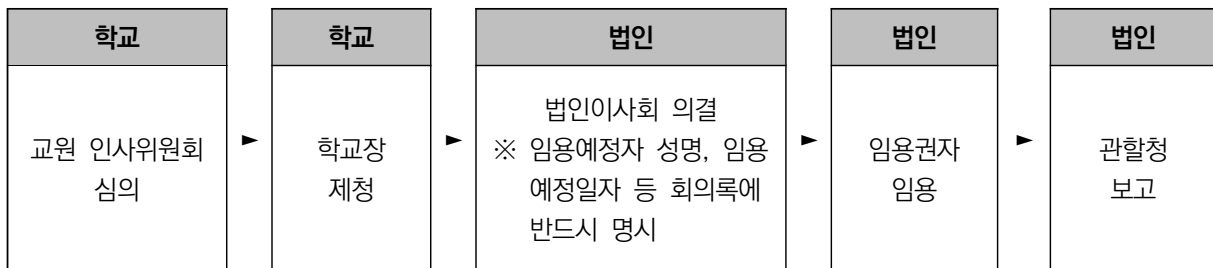 학교
교원 인사위원회
심의
►
학교
학교장
제청
►
법인
법인이사회 의결
※ 임용예정자 성명, 임용
예정일자 등 회의록에
반드시 명시
►
법인
임용권자
임용
►
법인
관할청
보고